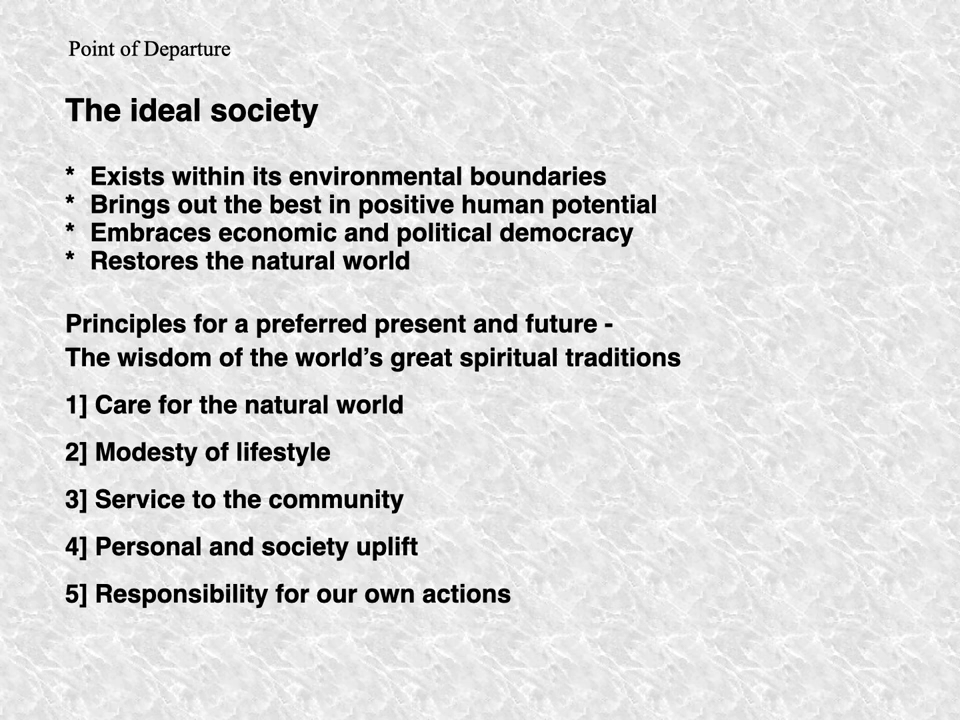 Point of Departure
The ideal society
* Exists within its environmental boundaries
* Brings out the best in positive human potential
* Embraces economic and political democracy
* Restores the natural world
Principles for a preferred present and future -
The wisdom of the world’s great spiritual traditions
1] Care for the natural world
2] Modesty of lifestyle
3] Service to the community
4] Personal and society uplift
5] Responsibility for our own actions